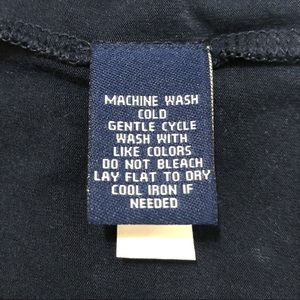 MACHINE WASH
COLD
GENTLE CYCLE
WASH WITH
LIKE COLORS
DO NOT BLEACH
LAY FLAT TO DRY
COOL IRON IF
NEEDED